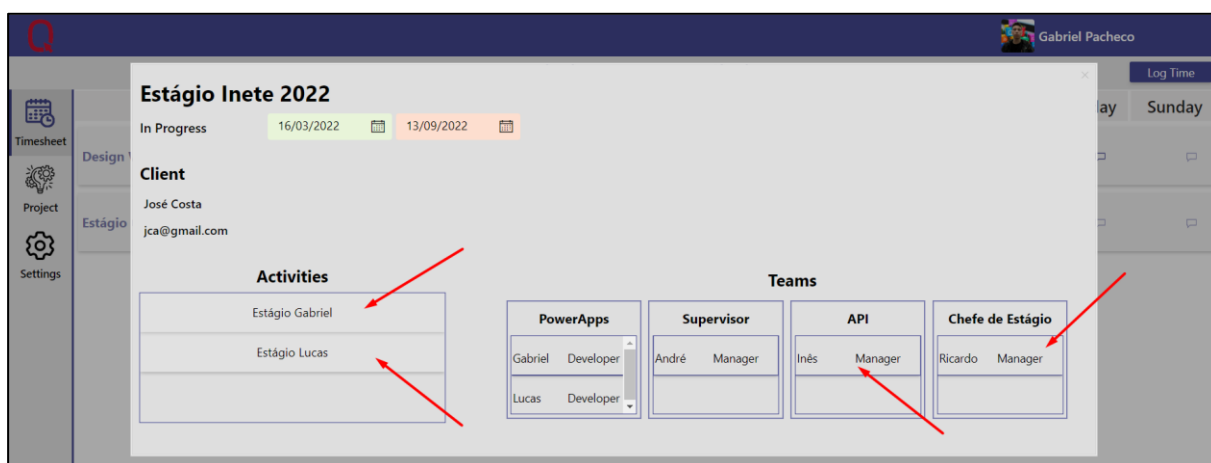 Gabriel Pacheco
Log Time
Estágio Inete 2022
In Progress 16/03/2022 13/09/2022
Client
José Costa
jca@gmail.com
Timesheet
Project
Settings
Design
Estágio
ay Sunday
Activities
Estágio Gabriel
Estágio Lucas
Teams
PowerApps
Gabriel Developer
Lucas Developer
Supervisor
André Manager
API
Inês Manager
Chefe de Estágio
Ricardo Manager